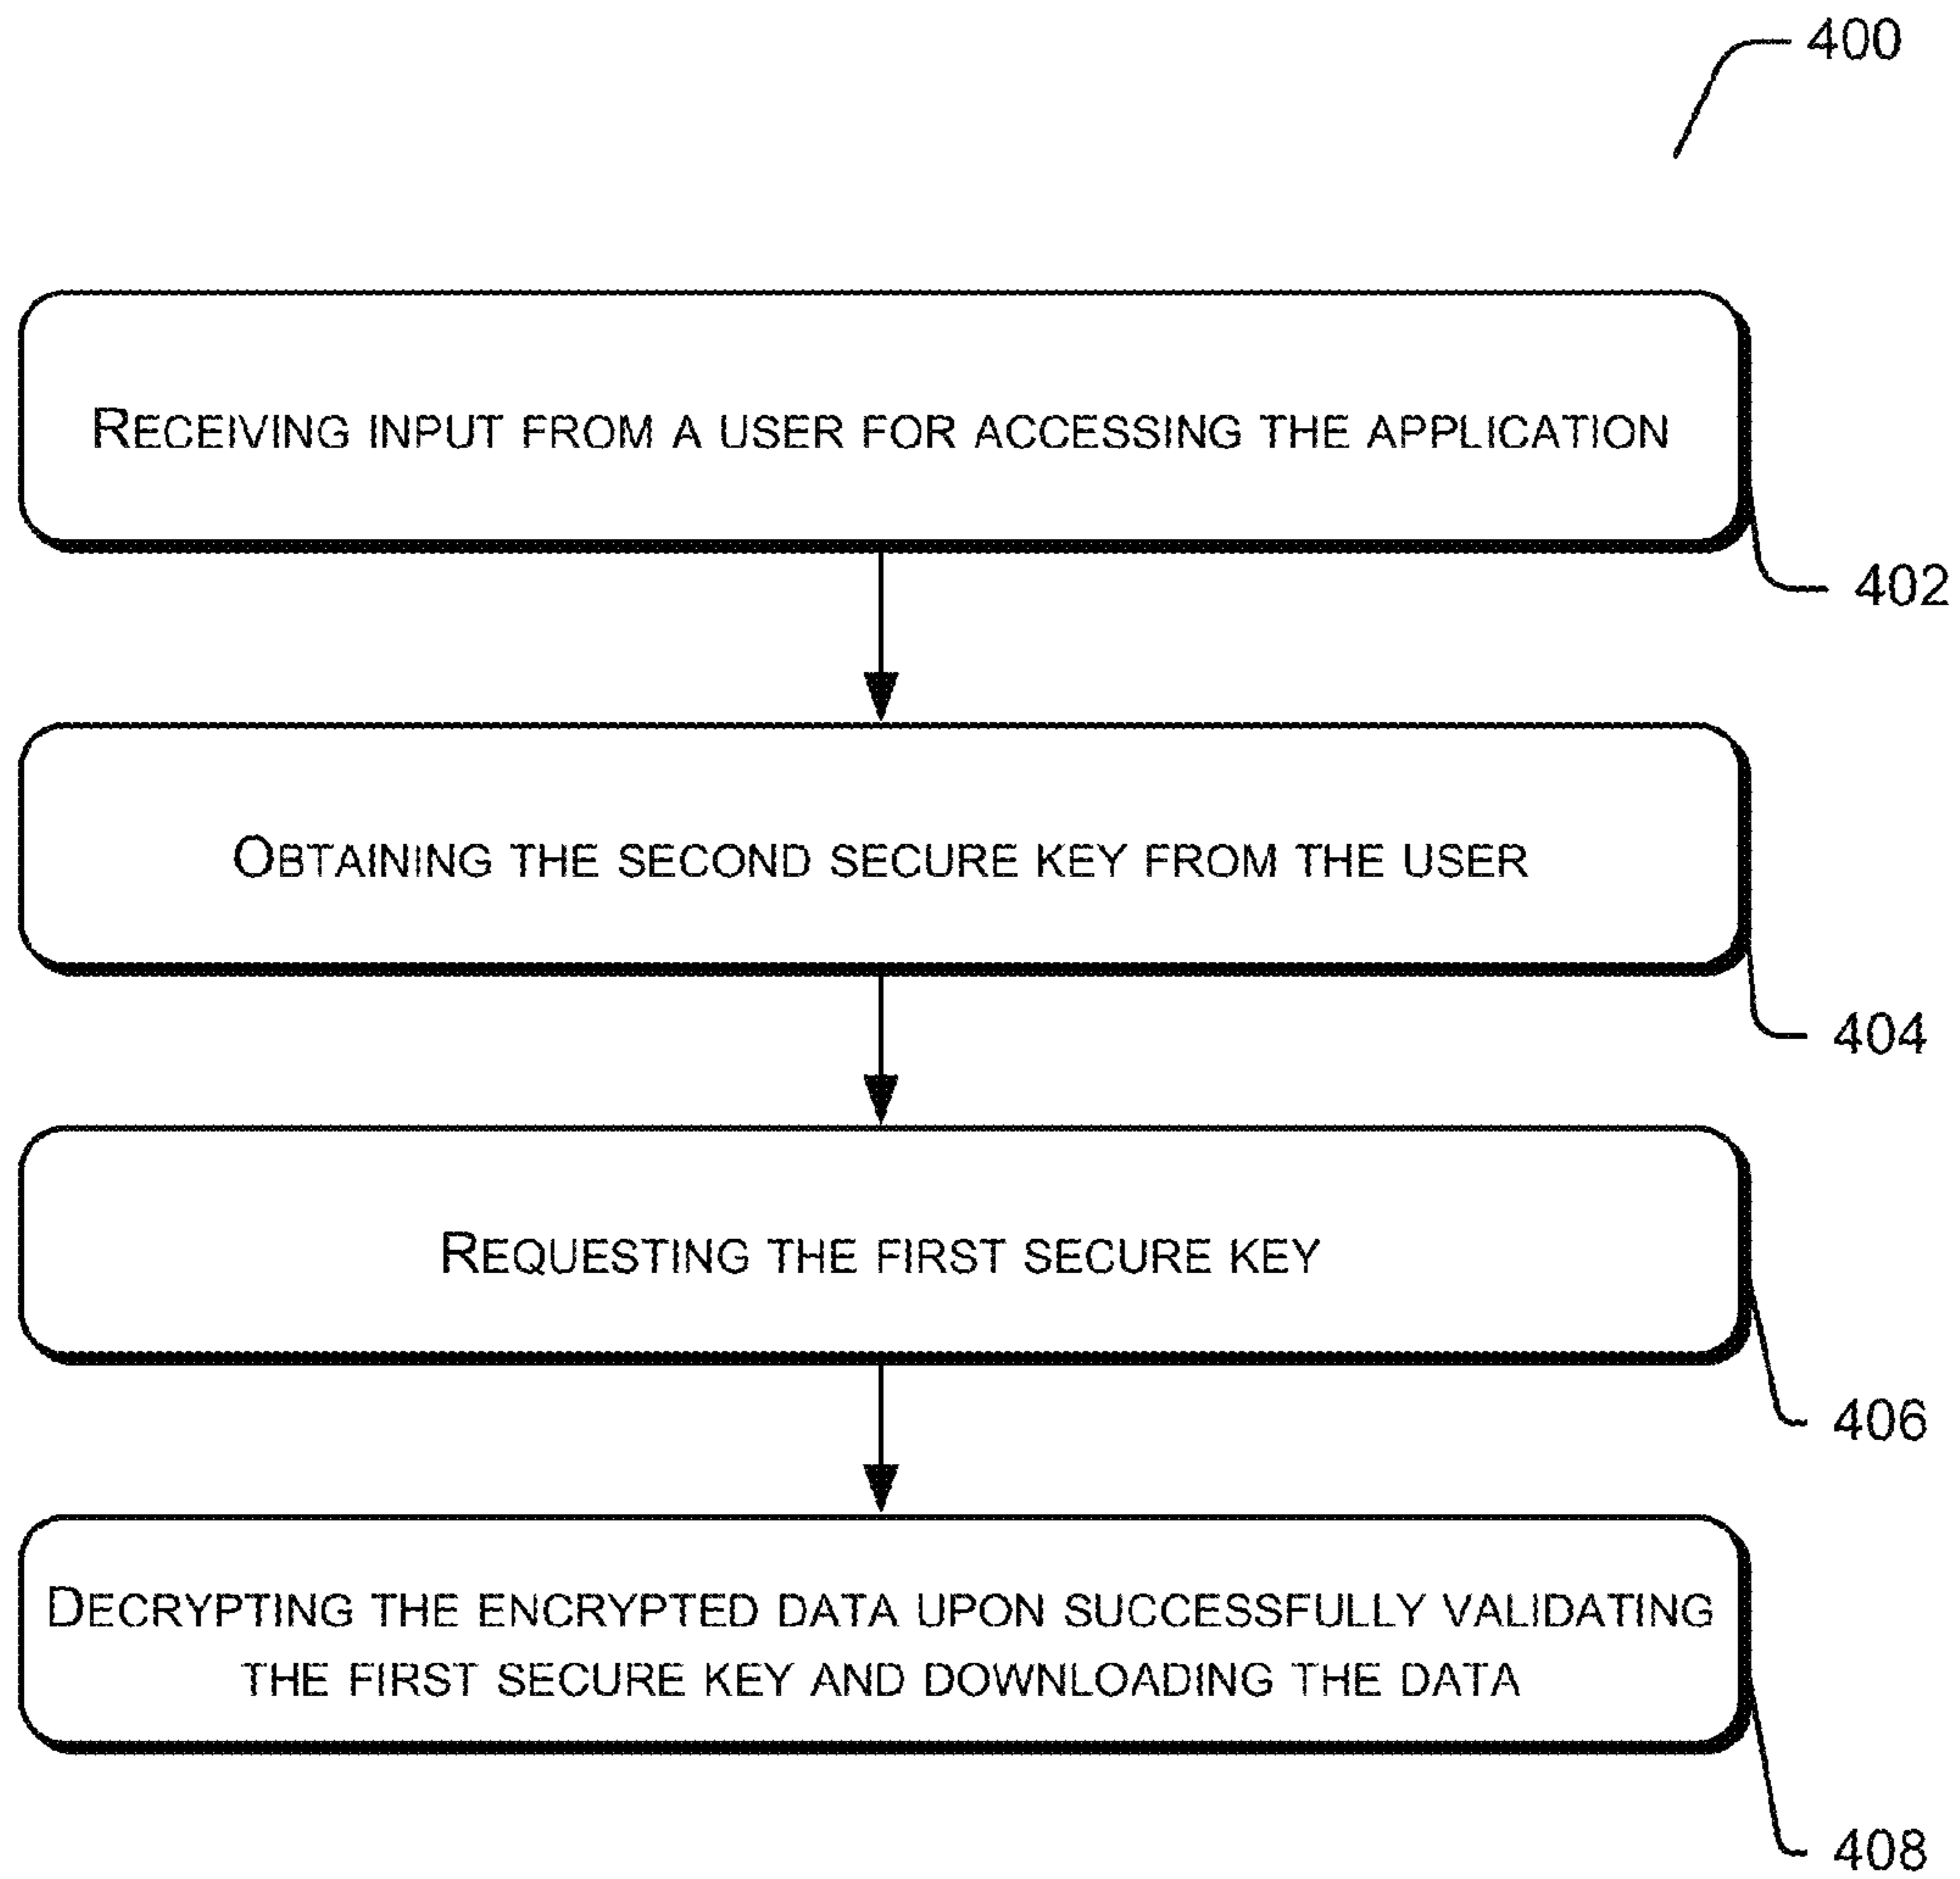 400
RECEIVING INPUT FROM A USER FOR ACCESSING THE APPLICATION
402
OBTAINING THE SECOND SECURE KEY FROM THE USER
404
REQUESTING THE FIRST SECURE KEY
406
DECRYPTING THE ENCRYPTED DATA UPON SUCCESSFULLY VALIDATING
THE FIRST SECURE KEY AND DOWNLOADING THE DATA
408